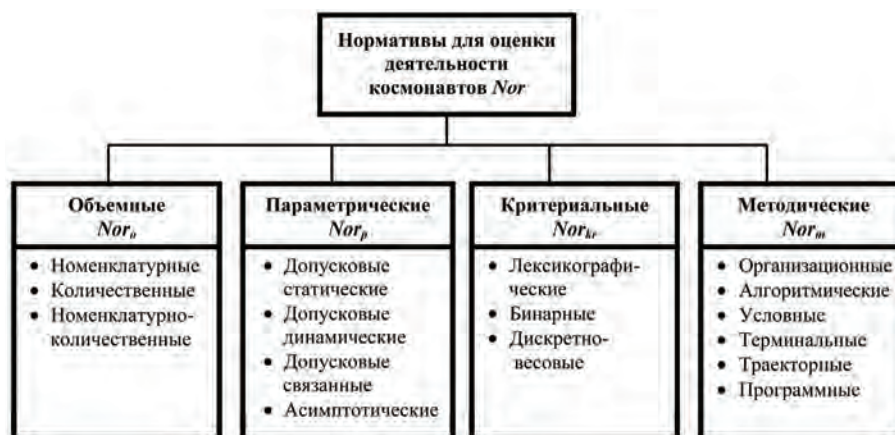 Нормативы для оценки
деятельности
космонавтов Nor
Объемные
Norₒ
• Номенклатурные
• Количественные
• Номенклатурно-
количественные
Параметрические
Norₚ
• Допусковые
статические
• Допусковые
динамические
• Допусковые
связанные
• Асимптотические
Критериальные
Norₖᵣ
• Лексикографи-
ческие
• Бинарные
• Дискретно-
весовые
Методические
Norₘ
• Организационные
• Алгоритмические
• Условные
• Терминальные
• Траекторные
• Программные